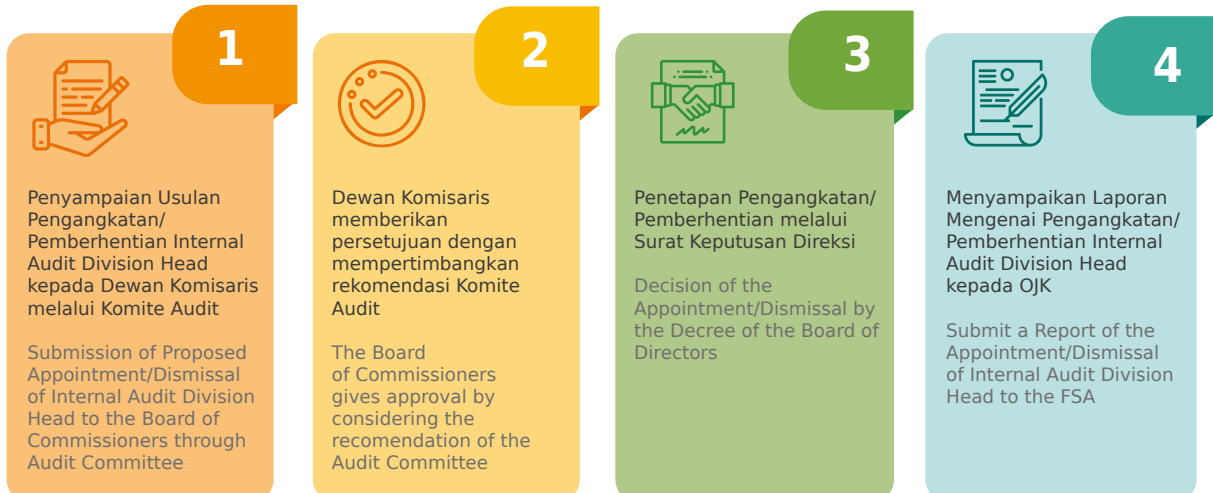 1
Penyampaian Usulan
Pengangkatan/
Pemberhentian Internal
Audit Division Head
kepada Dewan Komisaris
melalui Komite Audit
Submission of Proposed
Appointment/Dismissal
of Internal Audit Division
Head to the Board of
Commissioners through
Audit Committee
2
Dewan Komisaris
memberikan
persetujuan dengan
mempertimbangkan
rekomendasi Komite
Audit
The Board
of Commissioners
gives approval by
considering the
recomendation of the
Audit Committee
3
Penetapan Pengangkatan/
Pemberhentian melalui
Surat Keputusan Direksi
Decision of the
Appointment/Dismissal by
the Decree of the Board of
Directors
4
Menyampaikan Laporan
Mengenai Pengangkatan/
Pemberhentian Internal
Audit Division Head
kepada OJK
Submit a Report of the
Appointment/Dismissal
of Internal Audit Division
Head to the FSA